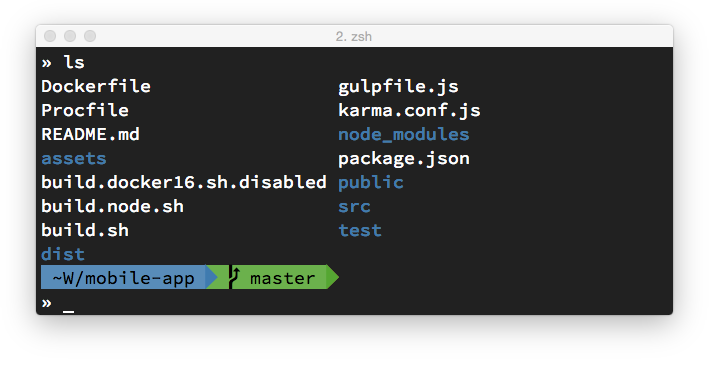 2. zsh
» ls
Dockerfile gulpfile.js
Procfile karma.conf.js
README.md node_modules
assets package.json
build.docker16.sh.disabled public
build.node.sh src
build.sh test
dist
~W/mobile-app master
» _